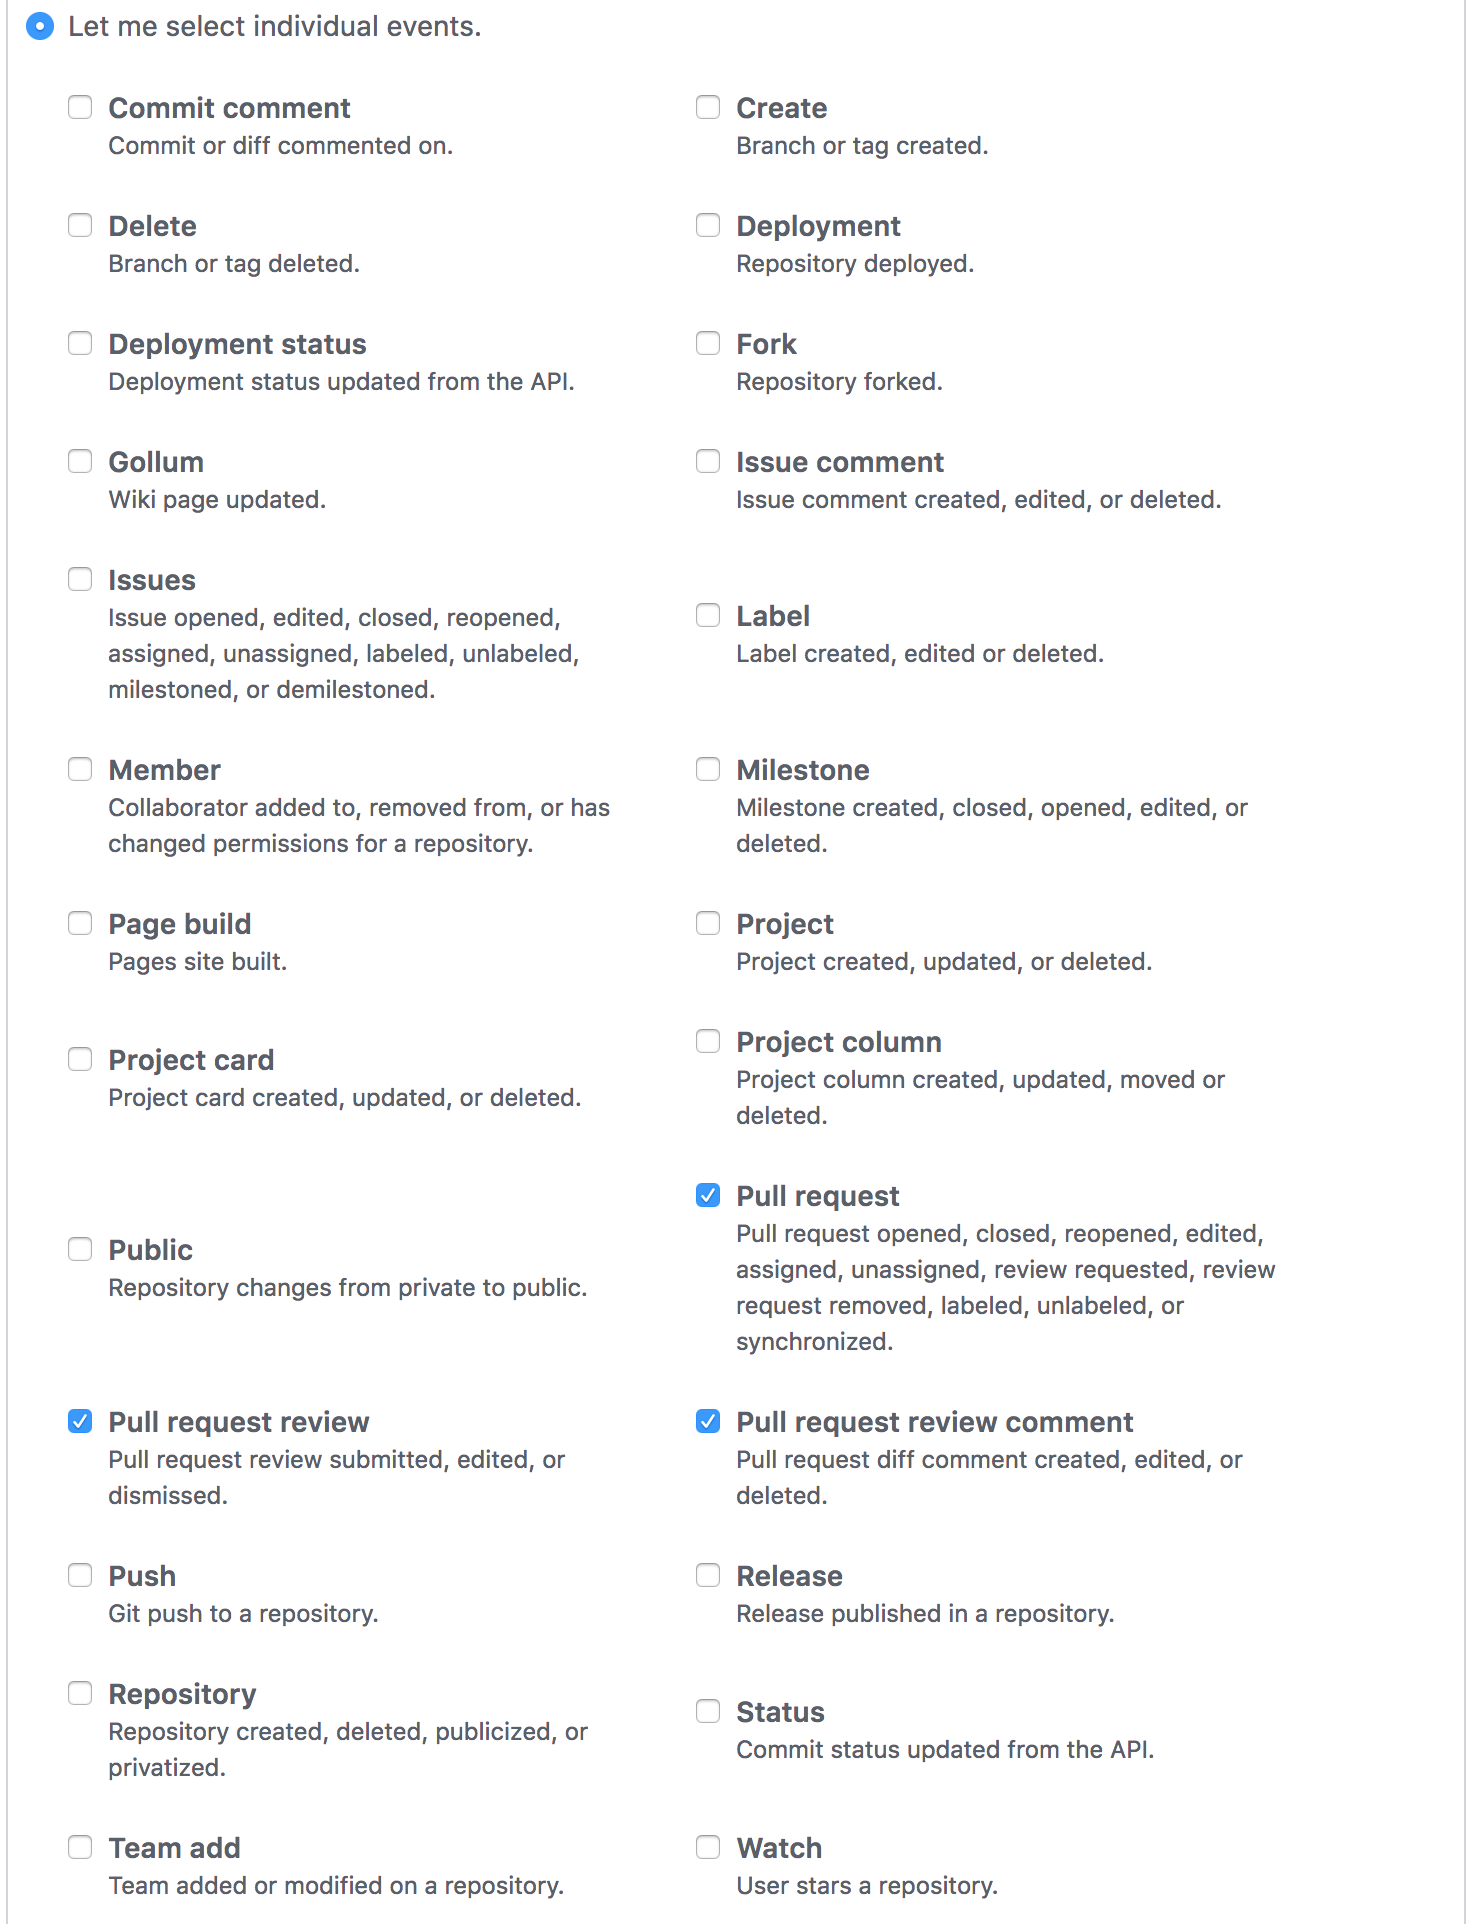 Let me select individual events.
Commit comment
Commit or diff commented on.
Create
Branch or tag created.
Delete
Branch or tag deleted.
Deployment
Repository deployed.
Deployment status
Deployment status updated from the API.
Fork
Repository forked.
Gollum
Wiki page updated.
Issue comment
Issue comment created, edited, or deleted.
Issues
Issue opened, edited, closed, reopened,
assigned, unassigned, labeled, unlabeled,
milestoned, or demilestoned.
Label
Label created, edited or deleted.
Member
Collaborator added to, removed from, or has
changed permissions for a repository.
Milestone
Milestone created, closed, opened, edited, or
deleted.
Page build
Pages site built.
Project
Project created, updated, or deleted.
Project card
Project card created, updated, or deleted.
Project column
Project column created, updated, moved or
deleted.
Public
Repository changes from private to public.
Pull request
Pull request opened, closed, reopened, edited,
assigned, unassigned, review requested, review
request removed, labeled, unlabeled, or
synchronized.
Pull request review
Pull request review submitted, edited, or
dismissed.
Pull request review comment
Pull request diff comment created, edited, or
deleted.
Push
Git push to a repository.
Release
Release published in a repository.
Repository
Repository created, deleted, publicized, or
privatized.
Status
Commit status updated from the API.
Team add
Team added or modified on a repository.
Watch
User stars a repository.